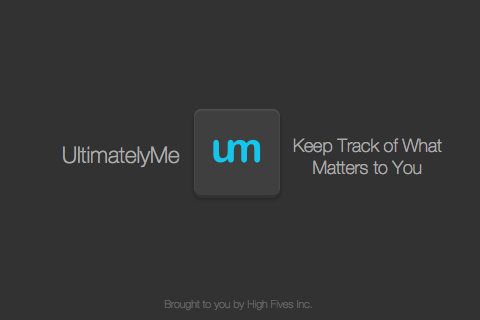 UltimatelyMe
um
Keep Track of What
Matters to You
Brought to you by High Fives Inc.